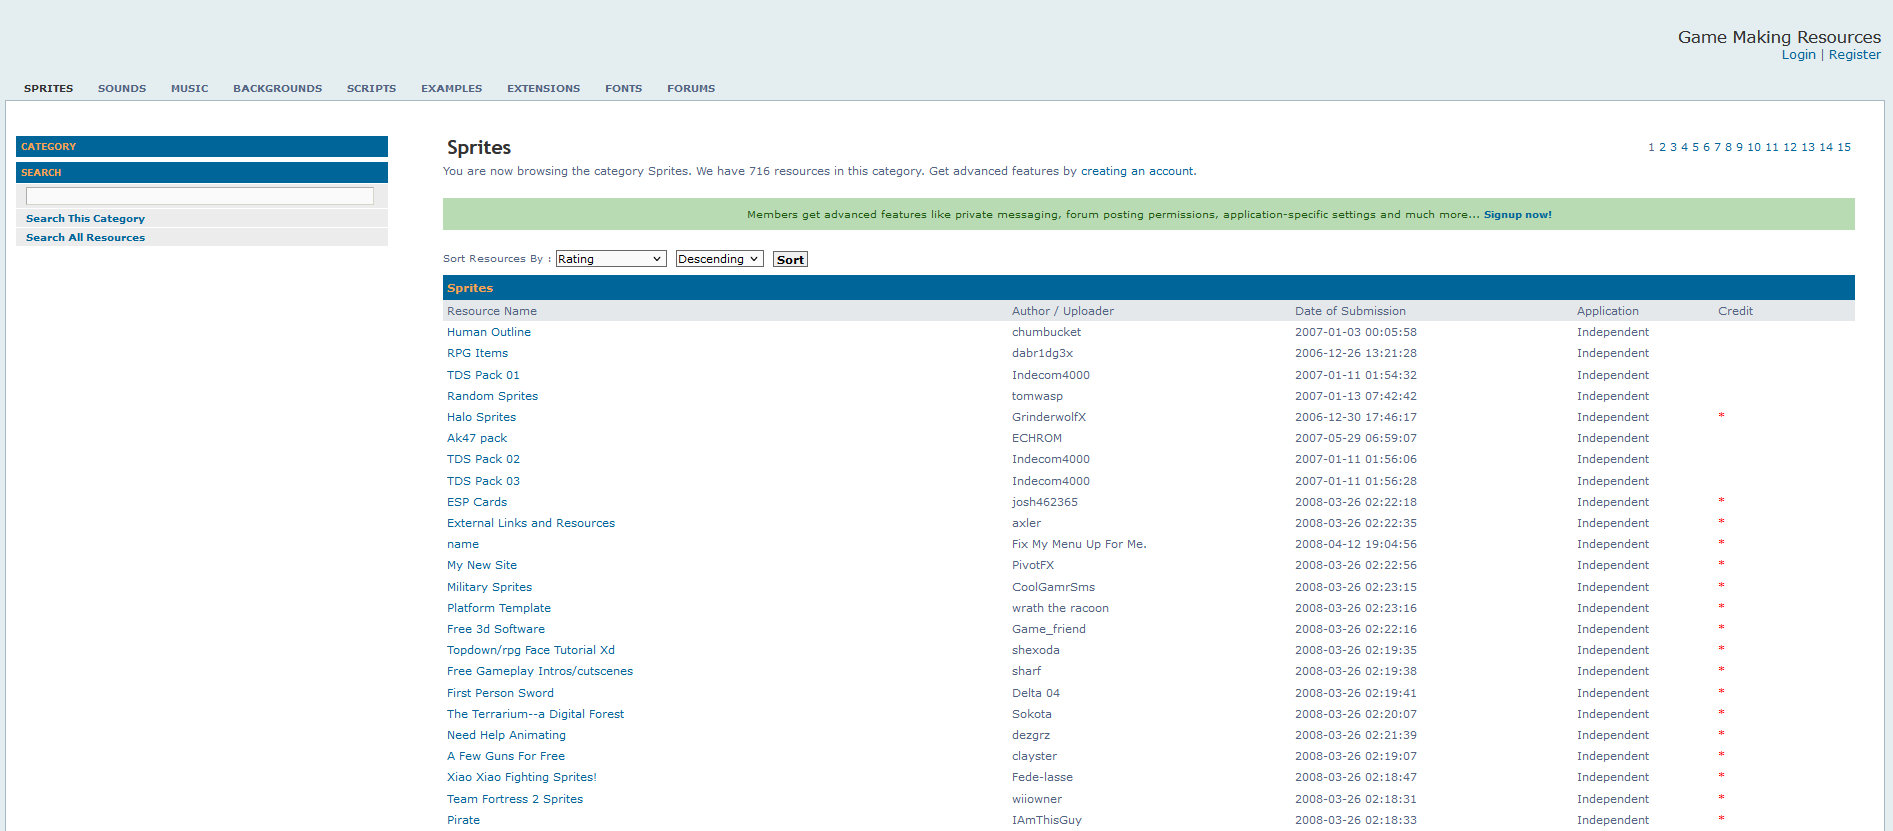 Game Making Resources
Login | Register
SPRITES SOUNDS MUSIC BACKGROUNDS SCRIPTS EXAMPLES EXTENSIONS FONTS FORUMS
CATEGORY
SEARCH
Search This Category
Search All Resources
Sprites 1 2 3 4 5 6 7 8 9 10 11 12 13 14 15
You are now browsing the category Sprites. We have 716 resources in this category. Get advanced features by creating an account.
Members get advanced features like private messaging, forum posting permissions, application-specific settings and much more... Signup now!
Sort Resources By : Rating Descending Sort
Sprites
Resource Name Author / Uploader Date of Submission Application Credit
Human Outline chumbucket 2007-01-03 00:05:58 Independent
RPG Items dabr1dg3x 2006-12-26 13:21:28 Independent
TDS Pack 01 Indecom4000 2007-01-11 01:54:32 Independent
Random Sprites tomwasp 2007-01-13 07:42:42 Independent
Halo Sprites GrinderwolfX 2006-12-30 17:46:17 Independent *
Ak47 pack ECHROM 2007-05-29 06:59:07 Independent
TDS Pack 02 Indecom4000 2007-01-11 01:56:06 Independent
TDS Pack 03 Indecom4000 2007-01-11 01:56:28 Independent
ESP Cards josh462365 2008-03-26 02:22:18 Independent *
External Links and Resources axler 2008-03-26 02:22:35 Independent *
name Fix My Menu Up For Me. 2008-04-12 19:04:56 Independent *
My New Site PivotFX 2008-03-26 02:22:56 Independent *
Military Sprites CoolGamrSms 2008-03-26 02:23:15 Independent *
Platform Template wrath the racoon 2008-03-26 02:23:16 Independent *
Free 3d Software Game_friend 2008-03-26 02:22:16 Independent *
Topdown/rpg Face Tutorial Xd shexoda 2008-03-26 02:19:35 Independent *
Free Gameplay Intros/cutscenes sharf 2008-03-26 02:19:38 Independent *
First Person Sword Delta 04 2008-03-26 02:19:41 Independent *
The Terrarium--a Digital Forest Sokota 2008-03-26 02:20:07 Independent *
Need Help Animating dezgrz 2008-03-26 02:21:39 Independent *
A Few Guns For Free clayster 2008-03-26 02:19:07 Independent *
Xiao Xiao Fighting Sprites! Fede-lasse 2008-03-26 02:18:47 Independent *
Team Fortress 2 Sprites wiiowner 2008-03-26 02:18:31 Independent *
Pirate IAmThisGuy 2008-03-26 02:18:33 Independent *